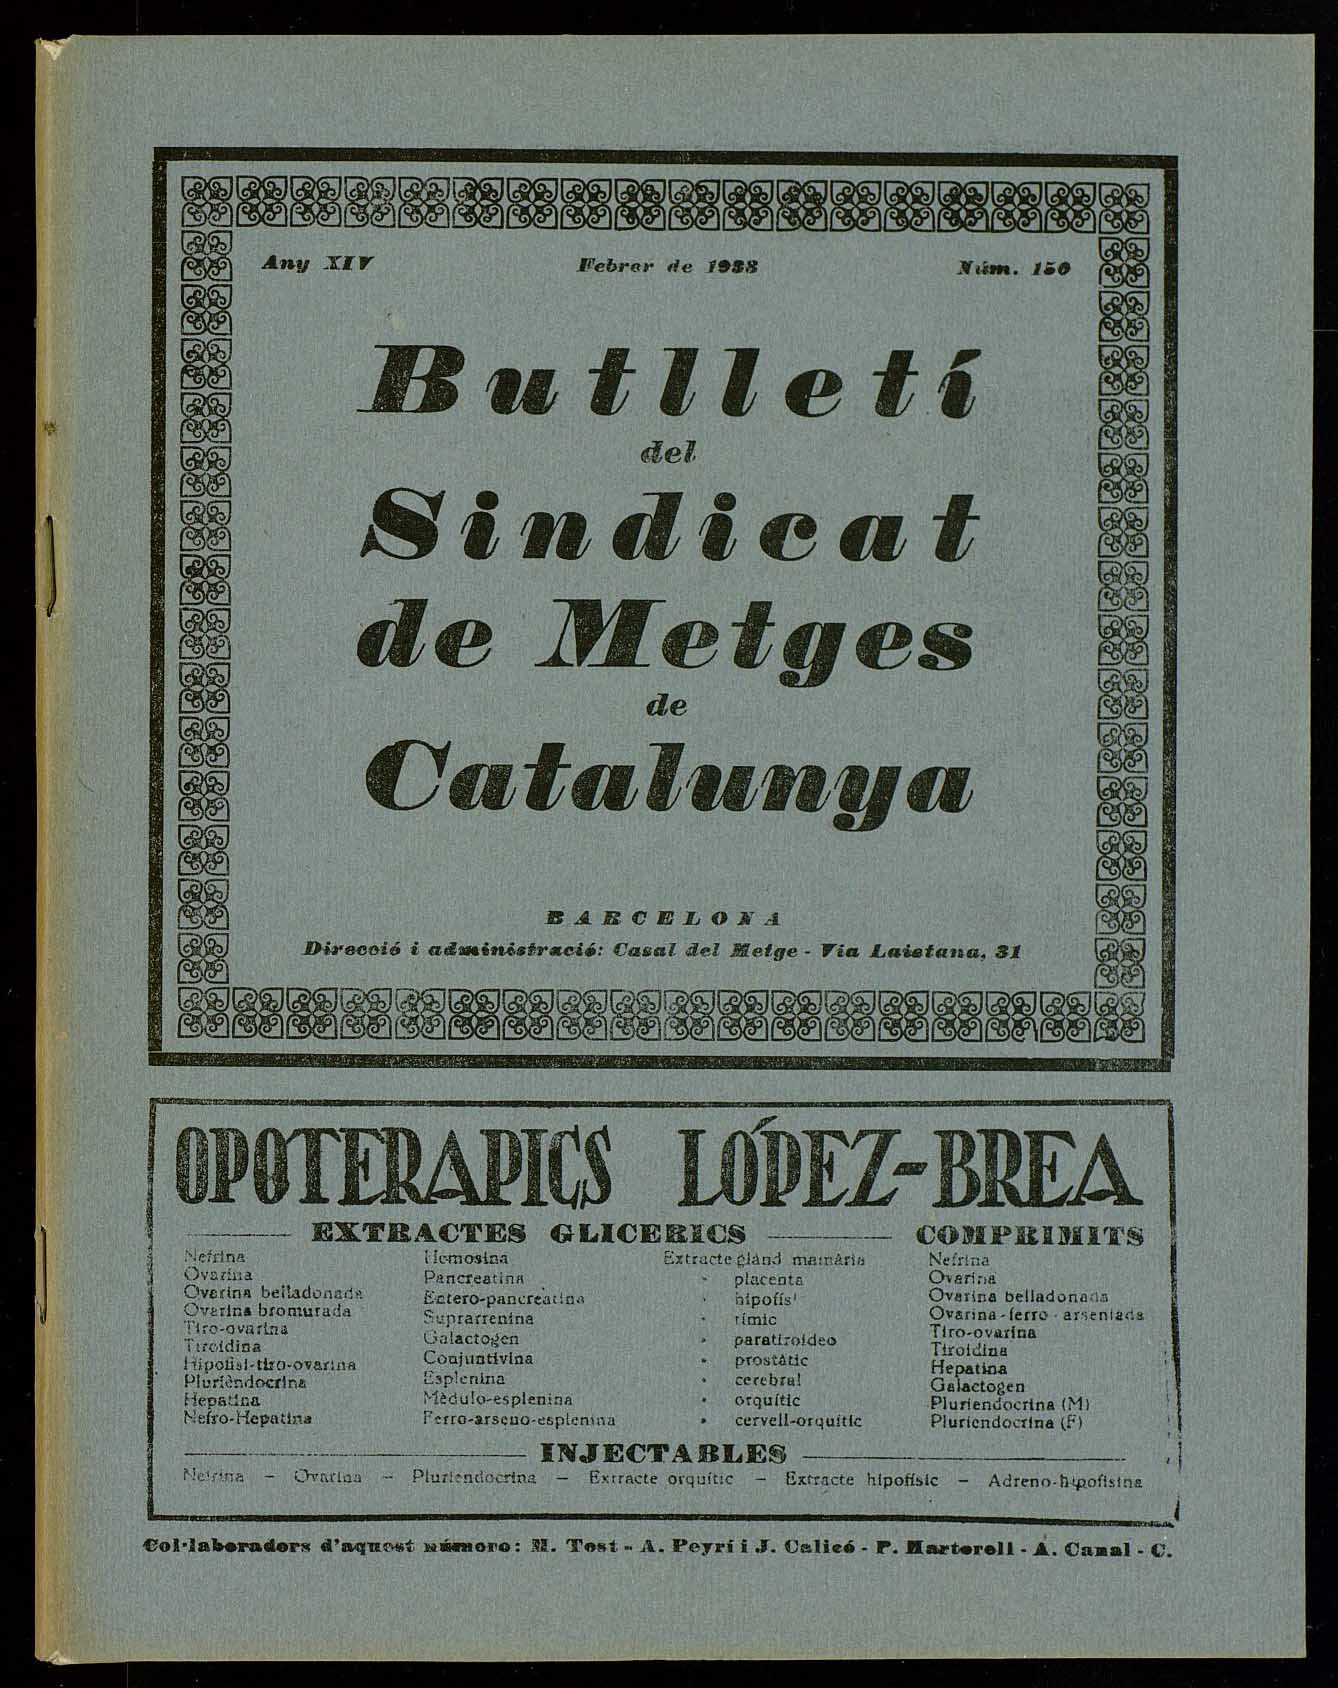 Any XIV Febrer de 1933 Núm. 150
Butlletí
del
Sindicat
de Metges
de
Catalunya
BARCELONA
Direcció i administració: Casal del Metge - Via Laietana, 31
OPOTERAPICS LÓPEZ-BREA
EXTRACTES GLICERICS
Nefrina
Ovarina
Ovarina belladonada
Ovarina bromurada
Tiro-ovarina
Tiroidina
Hipofisi-tiro-ovarina
Plurièndocrina
Hepatina
Nefro-Hepatina
Hemosina
Pancreatina
Entero-pancreàtina
Suprarrenina
Galactogen
Conjuntivina
Esplenina
Mèdulo-esplenina
Ferro-arseno-esplenina
Extracte glànd mamària
» placenta
» hipofís
» tímic
» paratiroideo
» prostàtic
» cerebral
» orquític
» cervell-orquític
COMPRIMITS
Nefrina
Ovarina
Ovarina belladonada
Ovarina-ferro-arseniada
Tiro-ovarina
Tiroidina
Hepatina
Galactogen
Pluriendocrina (M)
Pluriendocrina (F)
INJECTABLES
Nefrina – Ovarina – Pluriendocrina – Extracte orquític – Extracte hipofísic – Adreno-hipofisina
Col·laboradors d'aquest número: M. Tost - A. Peyrí i J. Calicó - P. Martorell - A. Canal - C.